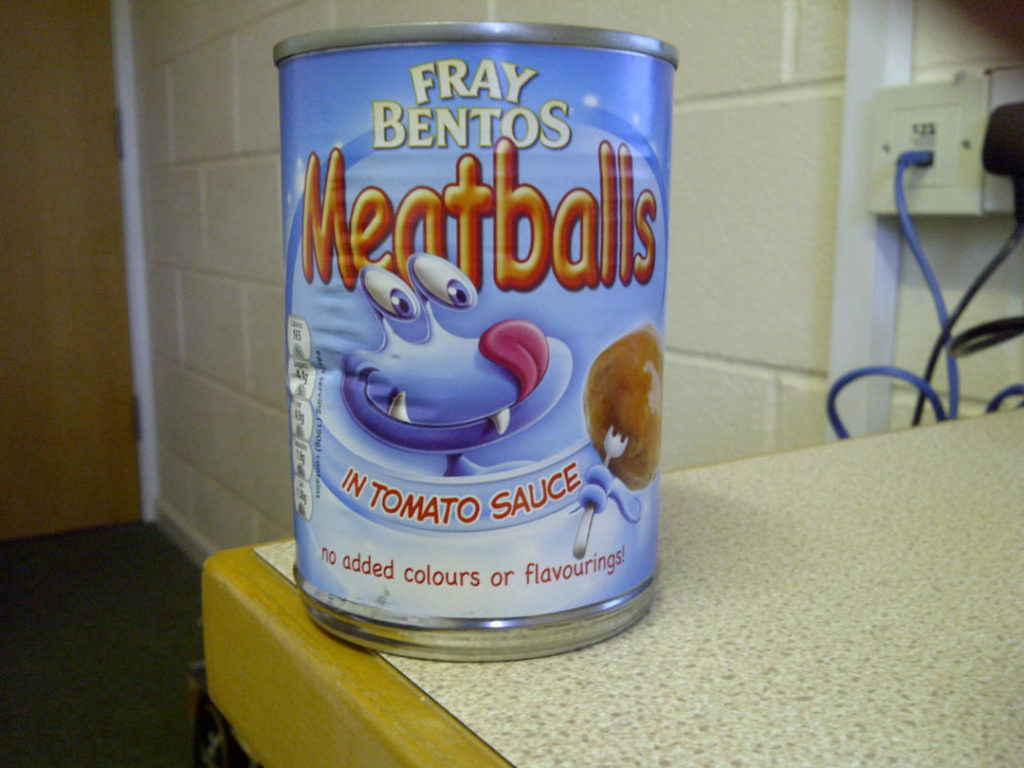 FRAY
BENTOS
Meatballs
IN TOMATO SAUCE
no added colours or flavourings!